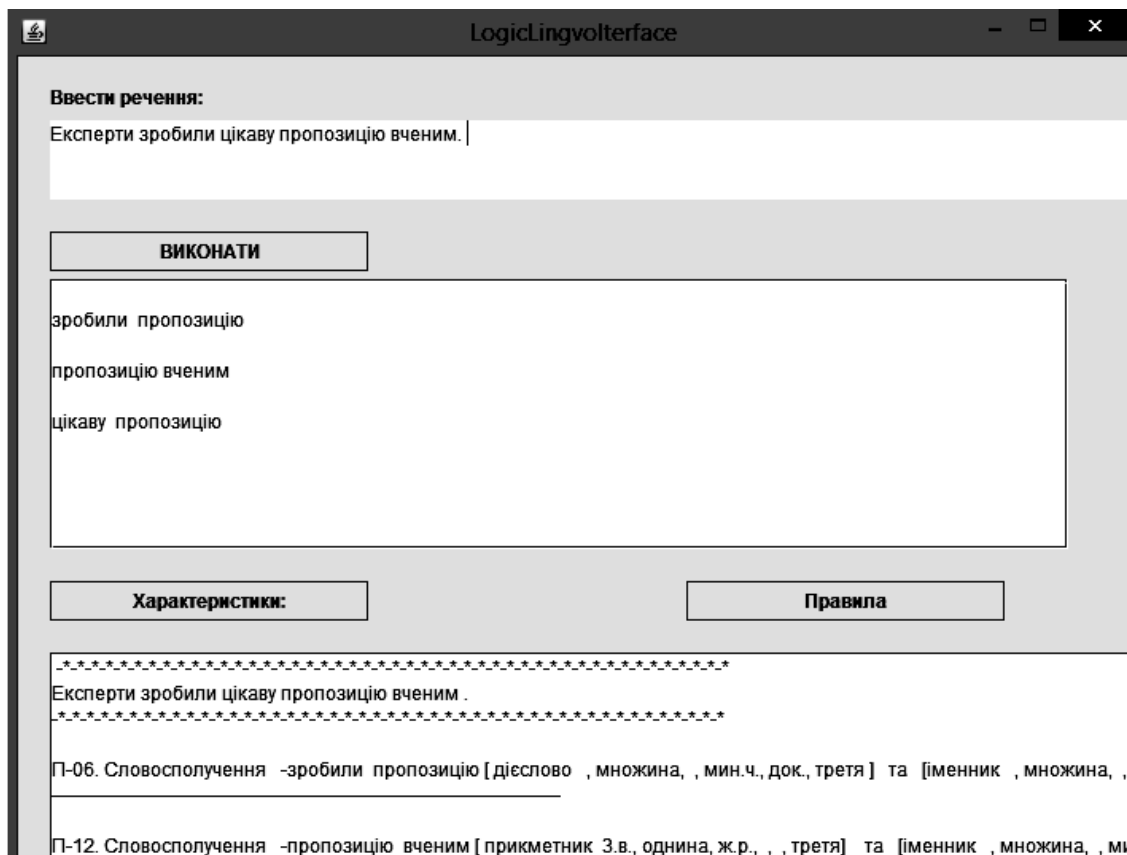 LogicLingvoIterface
Ввести речення:
Експерти зробили цікаву пропозицію вченим.
ВИКОНАТИ
зробили пропозицію
пропозицію вченим
цікаву пропозицію
Характеристики: Правила
-*-*-*-*-*-*-*-*-*-*-*-*-*-*-*-*-*-*-*-*-*-*-*-*-*-*-*-*-*-*-*-*-*-*-*-*-*-*-*-*-*-*-*-*-*-*-*
Експерти зробили цікаву пропозицію вченим .
-*-*-*-*-*-*-*-*-*-*-*-*-*-*-*-*-*-*-*-*-*-*-*-*-*-*-*-*-*-*-*-*-*-*-*-*-*-*-*-*-*-*-*-*-*-*-*
П-06. Словосполучення -зробили пропозицію [ дієслово , множина, , мин.ч., док., третя ] та [іменник , множина, ,
П-12. Словосполучення -пропозицію вченим [ прикметник З.в., однина, ж.р., , , третя] та [іменник , множина, , ми